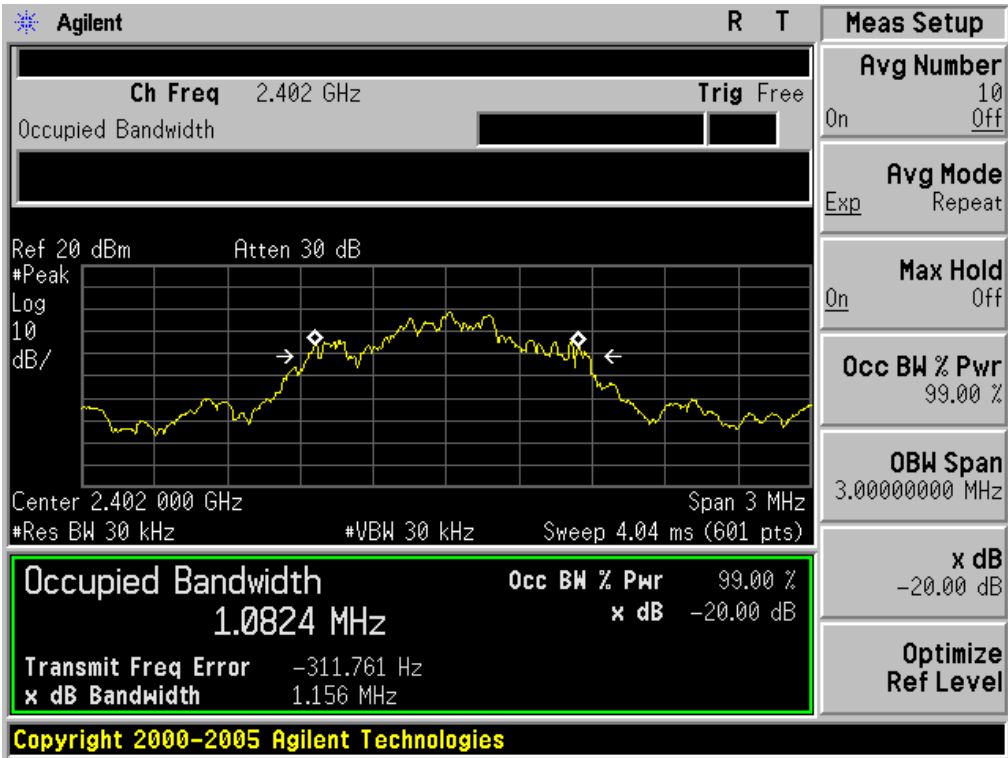 Agilent R T
Ch Freq 2.402 GHz Trig Free
Occupied Bandwidth
Ref 20 dBm Atten 30 dB
#Peak
Log
10
dB/
Center 2.402 000 GHz Span 3 MHz
#Res BW 30 kHz #VBW 30 kHz Sweep 4.04 ms (601 pts)
Occupied Bandwidth Occ BW % Pwr 99.00 %
1.0824 MHz x dB -20.00 dB
Transmit Freq Error -311.761 Hz
x dB Bandwidth 1.156 MHz
Copyright 2000-2005 Agilent Technologies
Meas Setup
Avg Number
10
On Off
Avg Mode
Exp Repeat
Max Hold
On Off
Occ BW % Pwr
99.00 %
OBW Span
3.00000000 MHz
x dB
-20.00 dB
Optimize
Ref Level